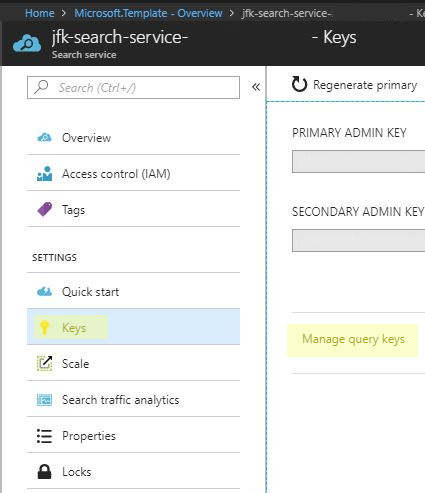 Home > Microsoft.Template - Overview > jfk-search-service- - K
jfk-search-service- - Keys
Search service
Search (Ctrl+/)
«
Regenerate primary
Overview
Access control (IAM)
Tags
SETTINGS
Quick start
Keys
Scale
Search traffic analytics
Properties
Locks
PRIMARY ADMIN KEY
SECONDARY ADMIN KEY
Manage query keys